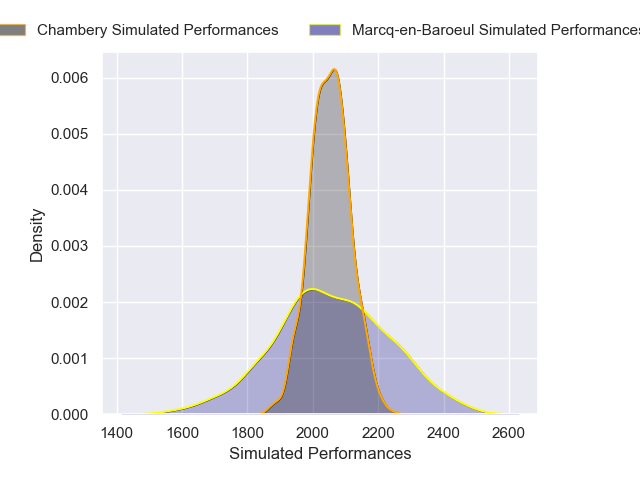 Chambery Simulated Performances Marcq-en-Baroeul Simulated Performances
0.006
0.005
0.004
0.003
0.002
0.001
0.000
Density
1400 1600 1800 2000 2200 2400 2600
Simulated Performances